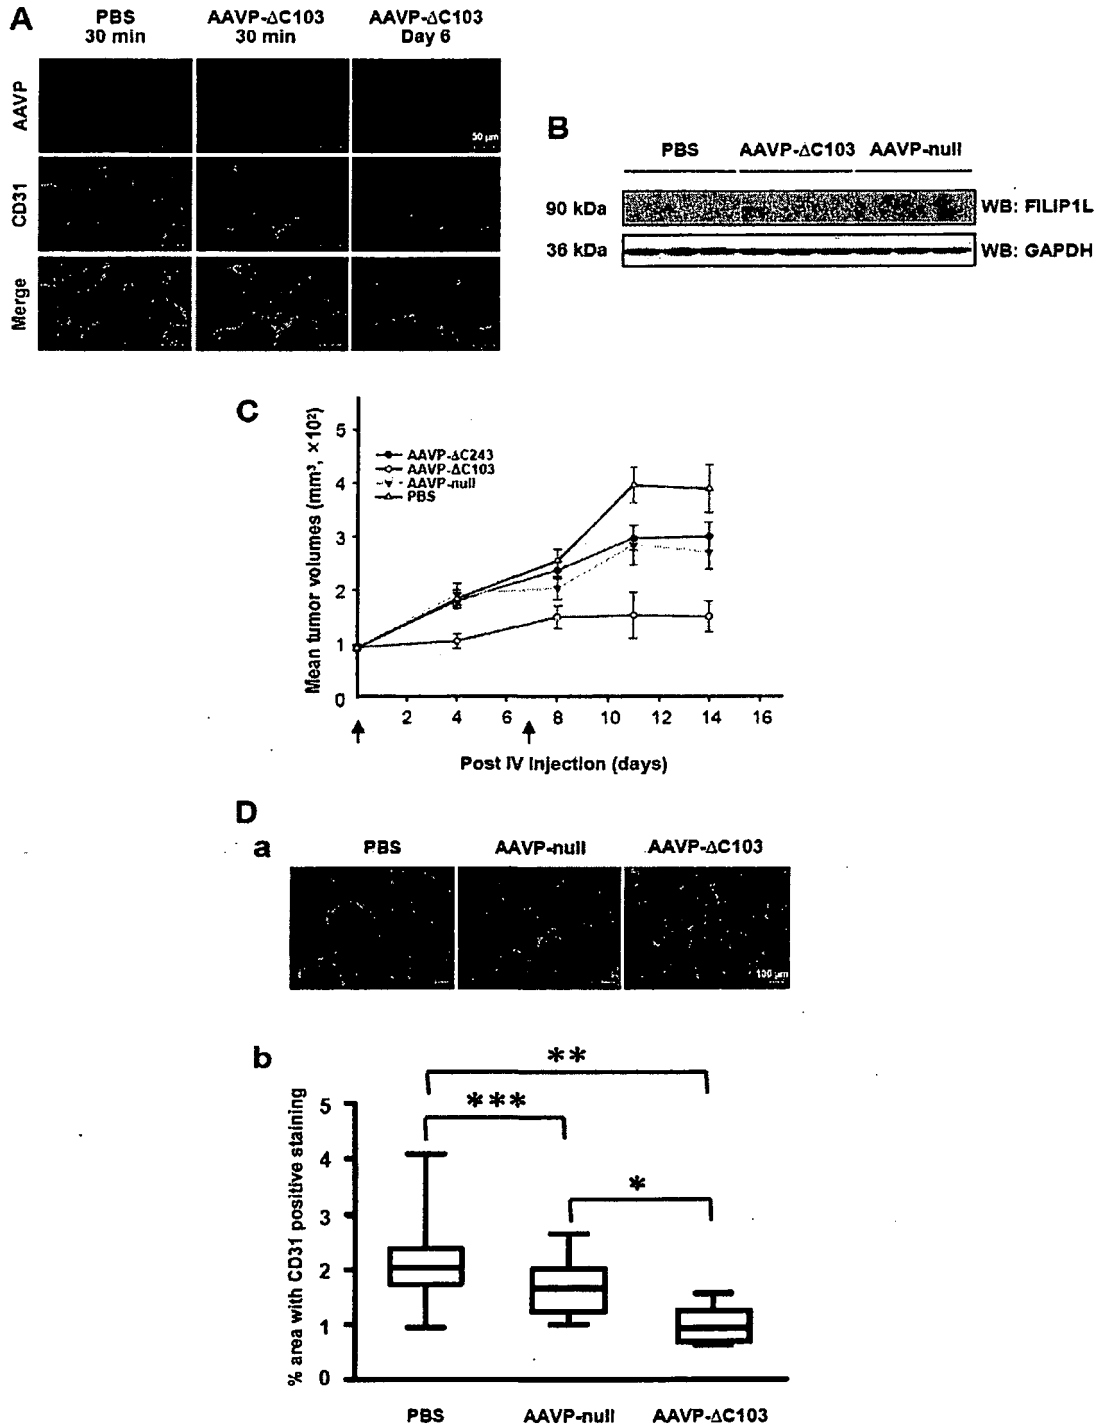 A
PBS
30 min
AAVP-ΔC103
30 min
AAVP-ΔC103
Day 6
AAVP
50 µm
CD31
Merge
B
PBS
AAVP-ΔC103
AAVP-null
90 kDa
WB: FILIP1L
36 kDa
WB: GAPDH
C
Mean tumor volumes (mm³, ×10²)
5
4
3
2
1
0
AAVP-ΔC243
AAVP-ΔC103
AAVP-null
PBS
2 4 6 8 10 12 14 16
Post IV Injection (days)
D
a
PBS
AAVP-null
AAVP-ΔC103
100 µm
b
% area with CD31 positive staining
5
4
3
2
1
0
**
***
*
PBS
AAVP-null
AAVP-ΔC103